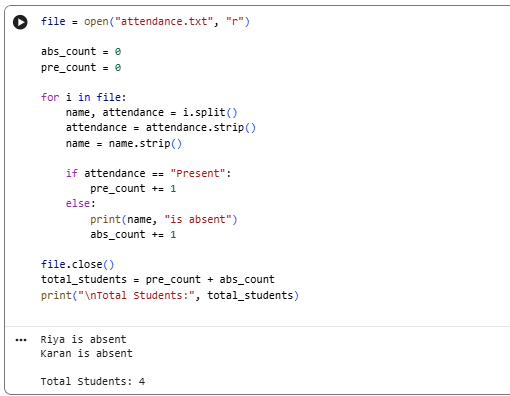 file = open("attendance.txt", "r")
abs_count = 0
pre_count = 0
for i in file:
name, attendance = i.split()
attendance = attendance.strip()
name = name.strip()
if attendance == "Present":
pre_count += 1
else:
print(name, "is absent")
abs_count += 1
file.close()
total_students = pre_count + abs_count
print("\nTotal Students:", total_students)
Riya is absent
Karan is absent
Total Students: 4